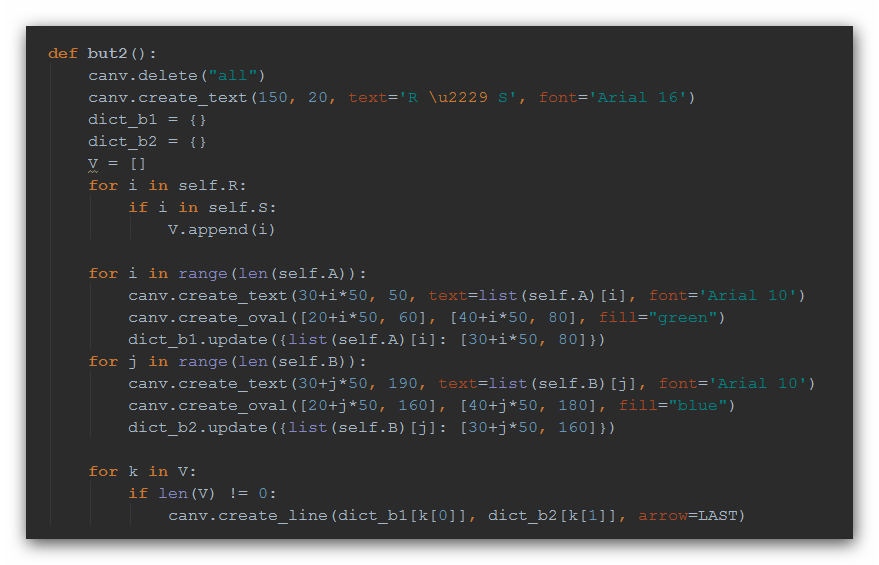 def but2():
    canv.delete("all")
    canv.create_text(150, 20, text='R \u2229 S', font='Arial 16')
    dict_b1 = {}
    dict_b2 = {}
    V = []
    for i in self.R:
        if i in self.S:
            V.append(i)

    for i in range(len(self.A)):
        canv.create_text(30+i*50, 50, text=list(self.A)[i], font='Arial 10')
        canv.create_oval([20+i*50, 60], [40+i*50, 80], fill="green")
        dict_b1.update({list(self.A)[i]: [30+i*50, 80]})
    for j in range(len(self.B)):
        canv.create_text(30+j*50, 190, text=list(self.B)[j], font='Arial 10')
        canv.create_oval([20+j*50, 160], [40+j*50, 180], fill="blue")
        dict_b2.update({list(self.B)[j]: [30+j*50, 160]})

    for k in V:
        if len(V) != 0:
            canv.create_line(dict_b1[k[0]], dict_b2[k[1]], arrow=LAST)